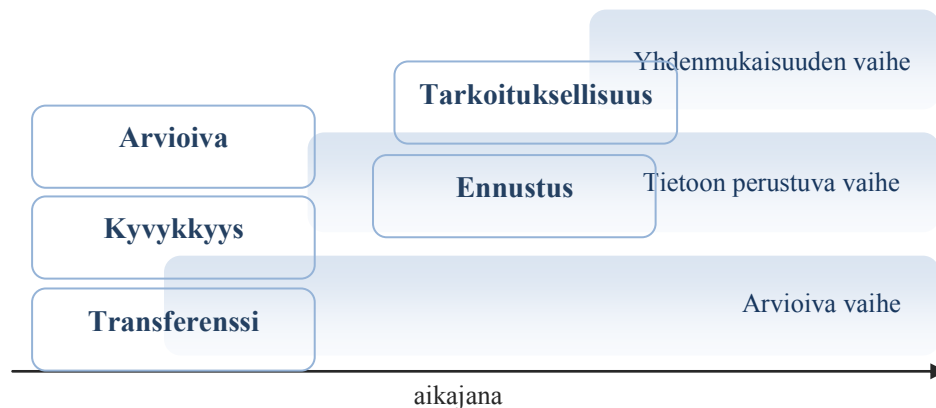 Yhdenmukaisuuden vaihe
Tarkoituksellisuus
Arvioiva
Tietoon perustuva vaihe
Ennustus
Kyvykkyys
Arvioiva vaihe
Transferenssi
aikajana